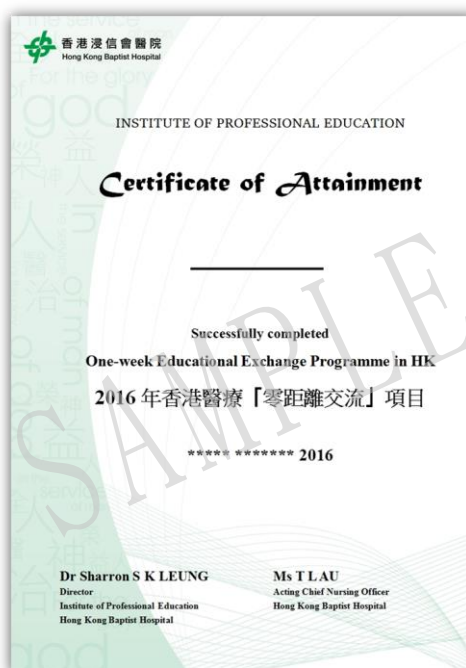 香港浸信會醫院
Hong Kong Baptist Hospital
INSTITUTE OF PROFESSIONAL EDUCATION
Certificate of Attainment
Successfully completed
One-week Educational Exchange Programme in HK
2016 年香港醫療「零距離交流」項目
***** ******* 2016
SAMPLE
Dr Sharron S K LEUNG
Director
Institute of Professional Education
Hong Kong Baptist Hospital
Ms T LAU
Acting Chief Nursing Officer
Hong Kong Baptist Hospital